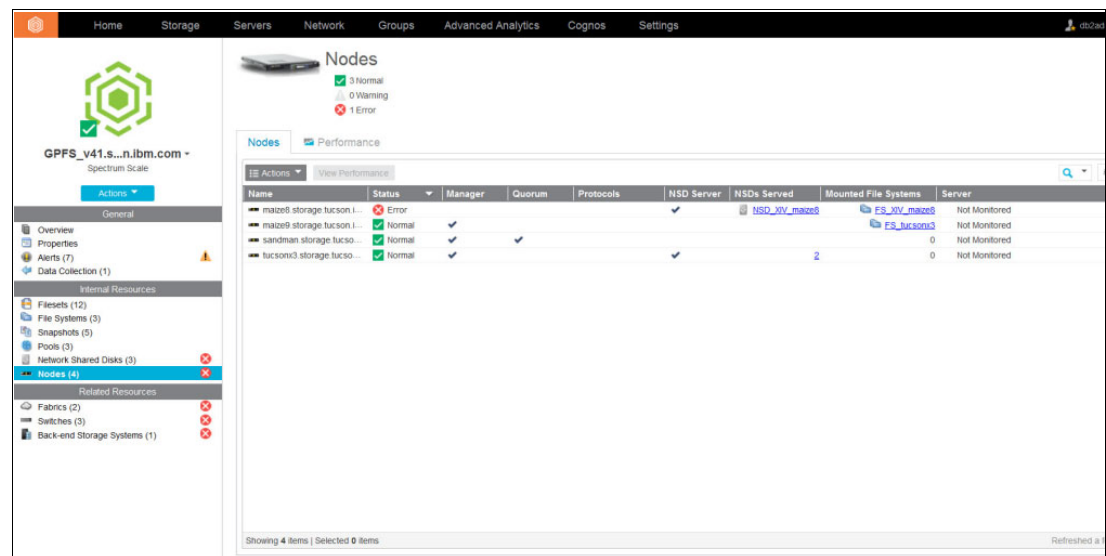 Home Storage Servers Network Groups Advanced Analytics Cognos Settings db2ad
Nodes
3 Normal
0 Warning
1 Error
GPFS_v41.s...n.ibm.com
Spectrum Scale
Actions
General
Overview
Properties
Alerts (7)
Data Collection (1)
Internal Resources
Filesets (12)
File Systems (3)
Snapshots (5)
Pools (3)
Network Shared Disks (3)
Nodes (4)
Related Resources
Fabrics (2)
Switches (3)
Back-end Storage Systems (1)
Nodes Performance
Actions View Performance
Name Status Manager Quorum Protocols NSD Server NSDs Served Mounted File Systems Server
maize8.storage.tucson.i... Error NSD_XIV_maize8 FS_XIV_maize8 Not Monitored
maize9.storage.tucson.i... Normal FS_tucsonx3 Not Monitored
sandman.storage.tucso... Normal 0 Not Monitored
tucsonx3.storage.tucso... Normal 2 0 Not Monitored
Showing 4 items | Selected 0 items
Refreshed a